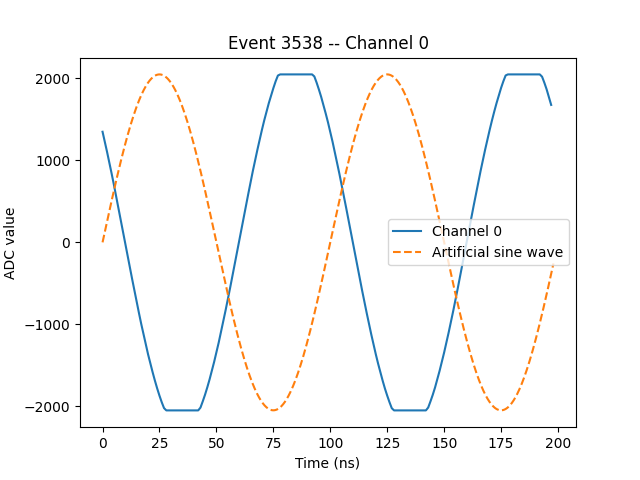 Event 3538 -- Channel 0
ADC value
2000
1000
0
−1000
−2000
Channel 0
Artificial sine wave
0 25 50 75 100 125 150 175 200
Time (ns)